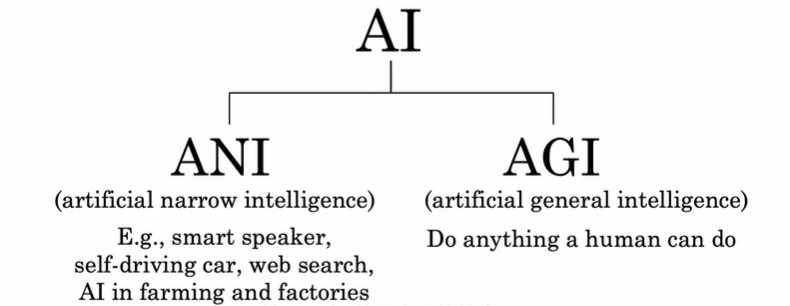 AI
ANI
AGI
(artificial narrow intelligence)
(artificial general intelligence)
E.g., smart speaker,
self-driving car, web search,
AI in farming and factories
Do anything a human can do